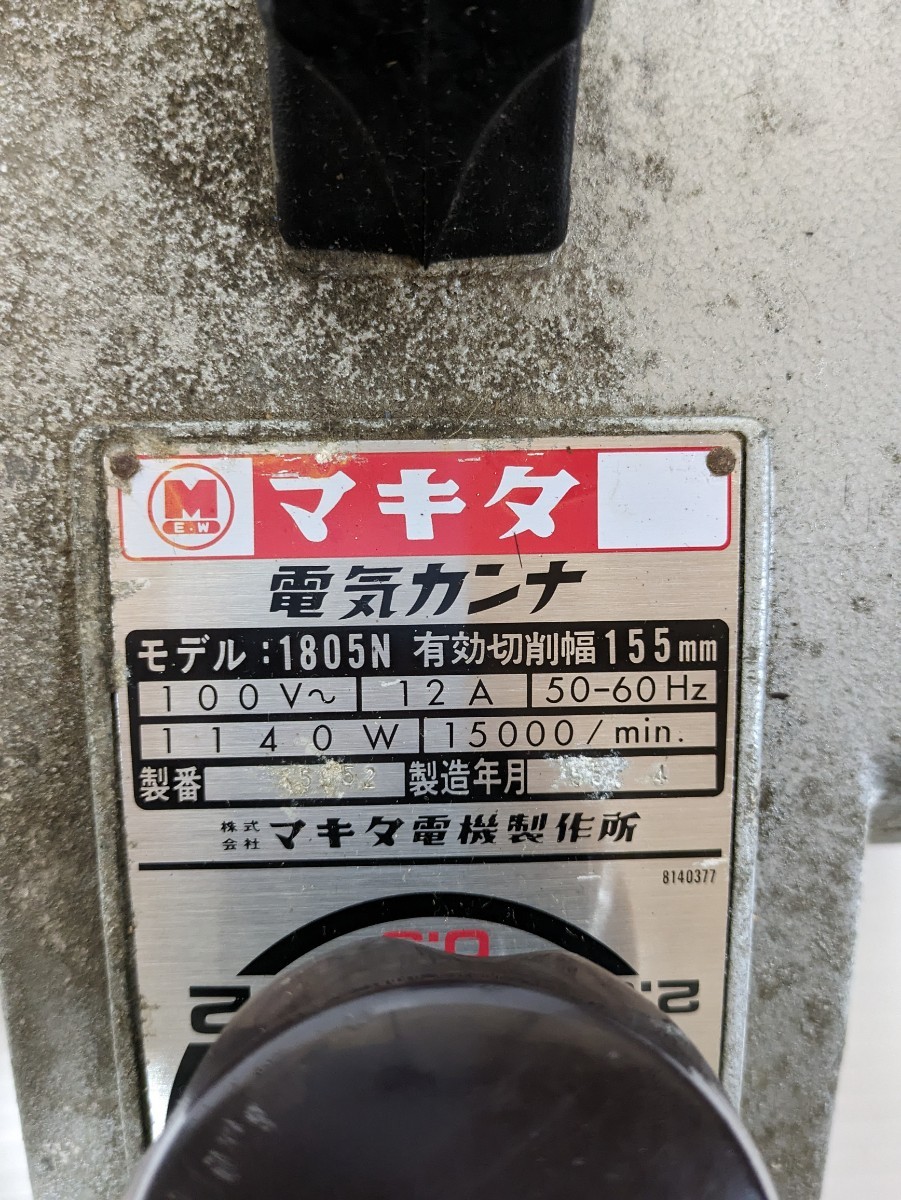 M
E.W
マキタ
電気カンナ
モデル:1805N 有効切削幅155mm
100V～ 12A 50-60Hz
1140W 15000/min.
製番 製造年月
株式会社 マキタ電機製作所
8140377
2